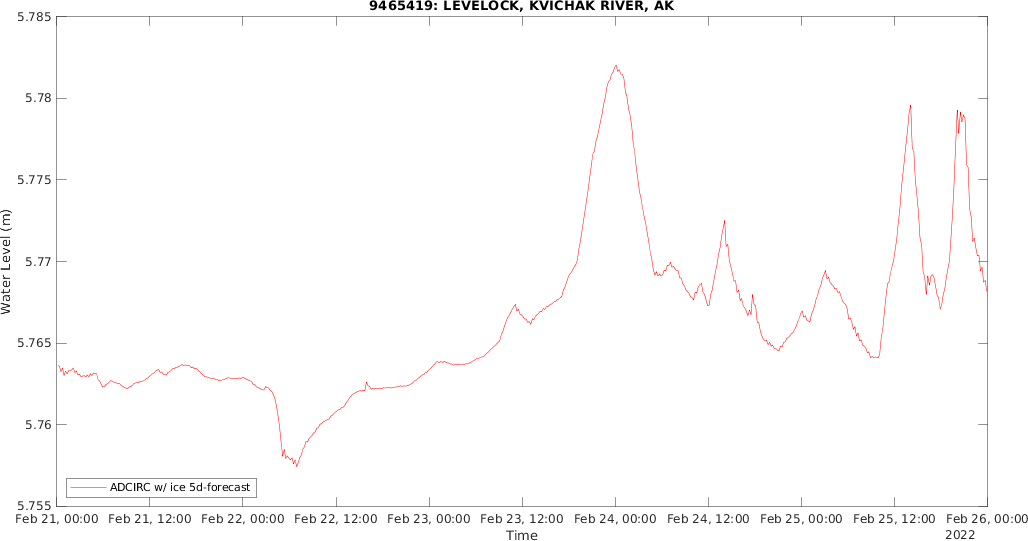 9465419: LEVELOCK, KVICHAK RIVER, AK
5.785
5.78
5.775
5.77
5.765
5.76
5.755
Water Level (m)
ADCIRC w/ ice 5d-forecast
Feb 21, 00:00 Feb 21, 12:00 Feb 22, 00:00 Feb 22, 12:00 Feb 23, 00:00 Feb 23, 12:00 Feb 24, 00:00 Feb 24, 12:00 Feb 25, 00:00 Feb 25, 12:00 Feb 26, 00:00
Time
2022